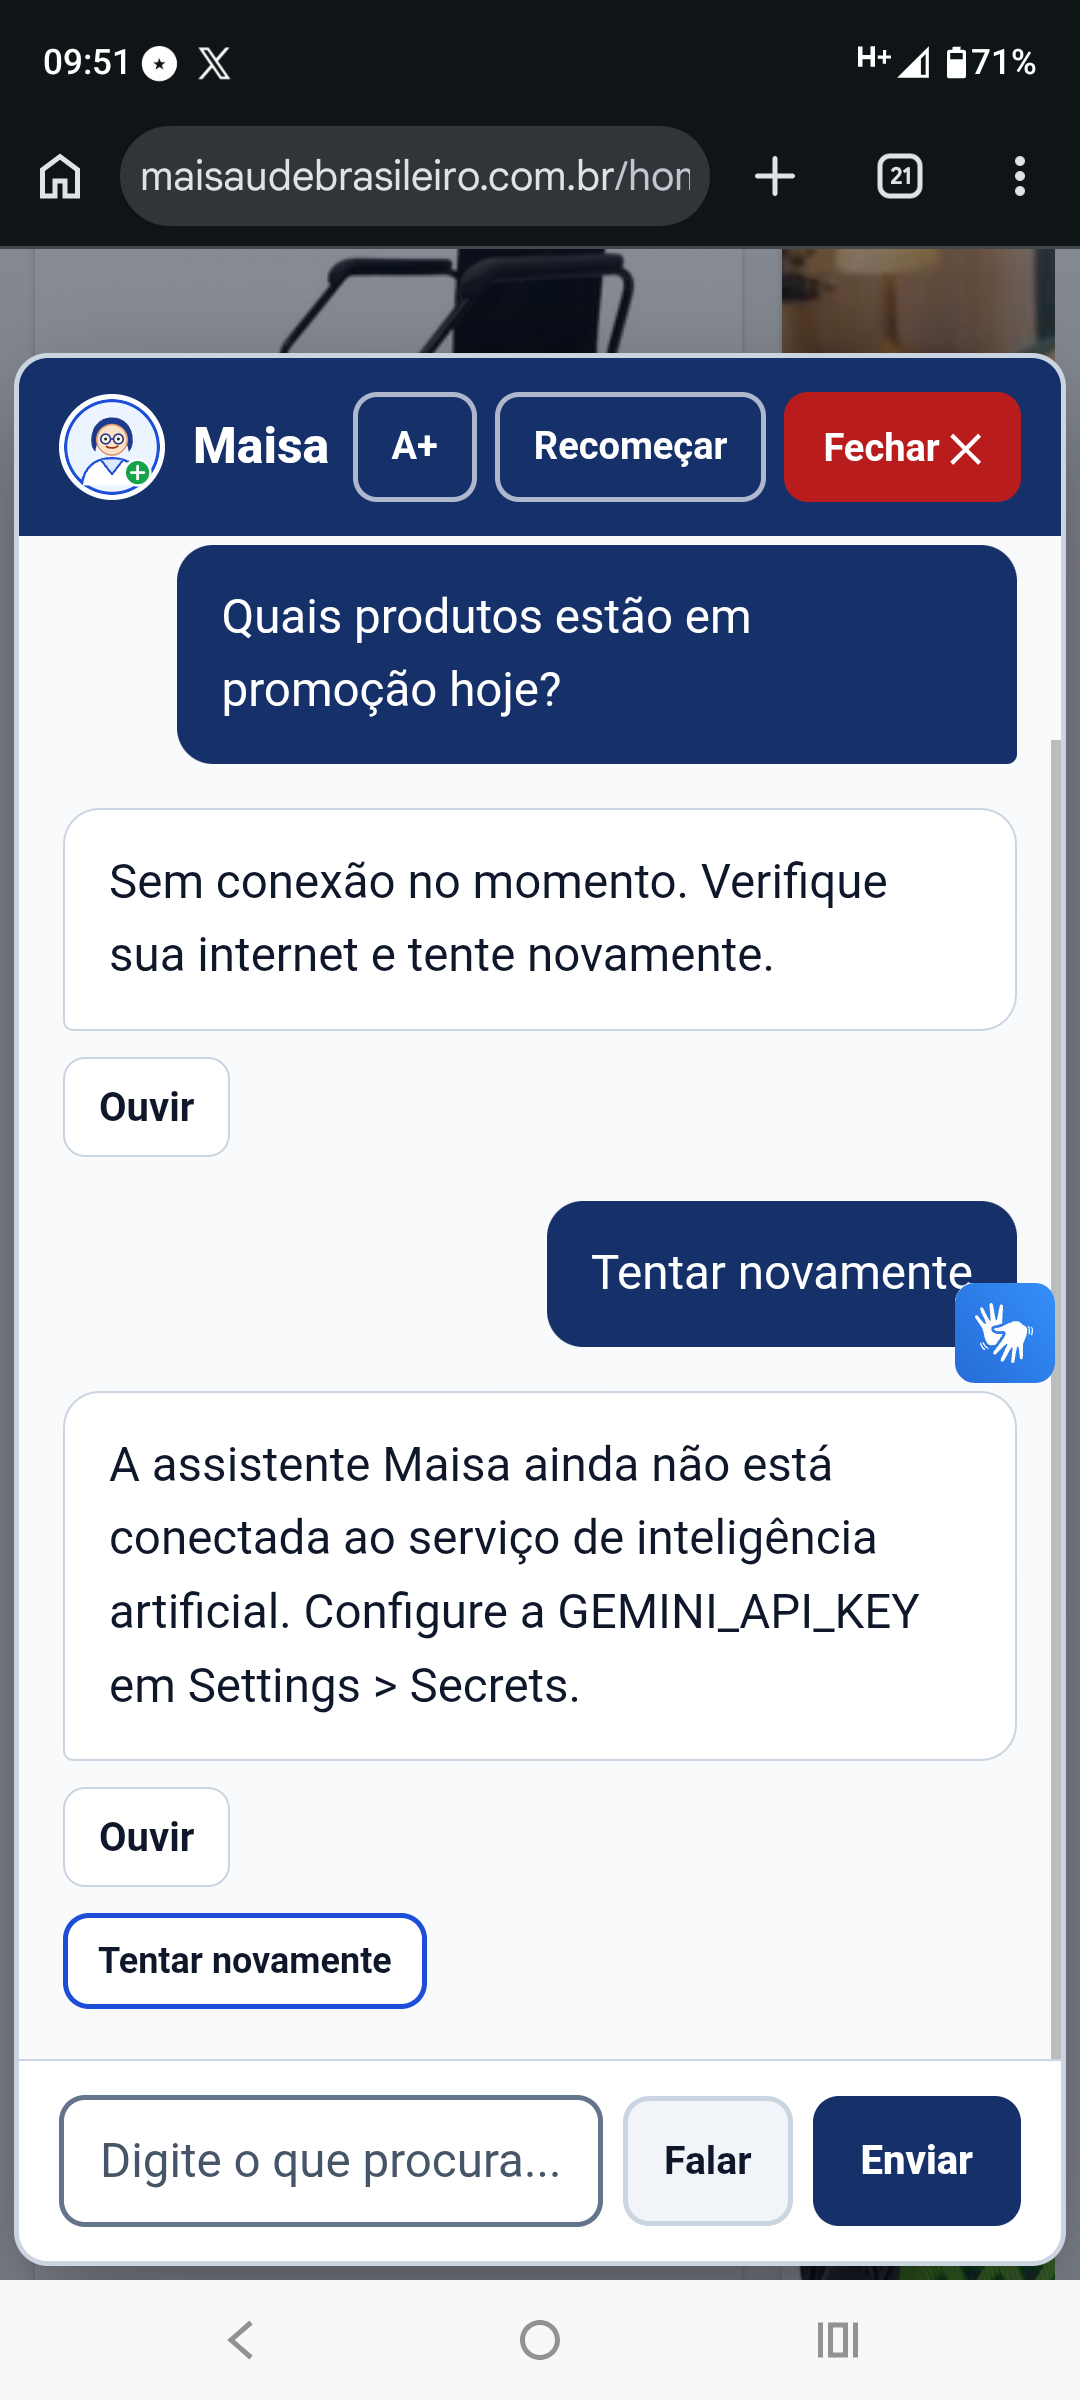 09:51
H+
71%
maisaudebrasileiro.com.br/hor
21
Maisa
A+
Recomeçar
Fechar
Quais produtos estão em
promoção hoje?
Sem conexão no momento. Verifique
sua internet e tente novamente.
Ouvir
Tentar novamente
A assistente Maisa ainda não está
conectada ao serviço de inteligência
artificial. Configure a GEMINI_API_KEY
em Settings > Secrets.
Ouvir
Tentar novamente
Digite o que procura...
Falar
Enviar